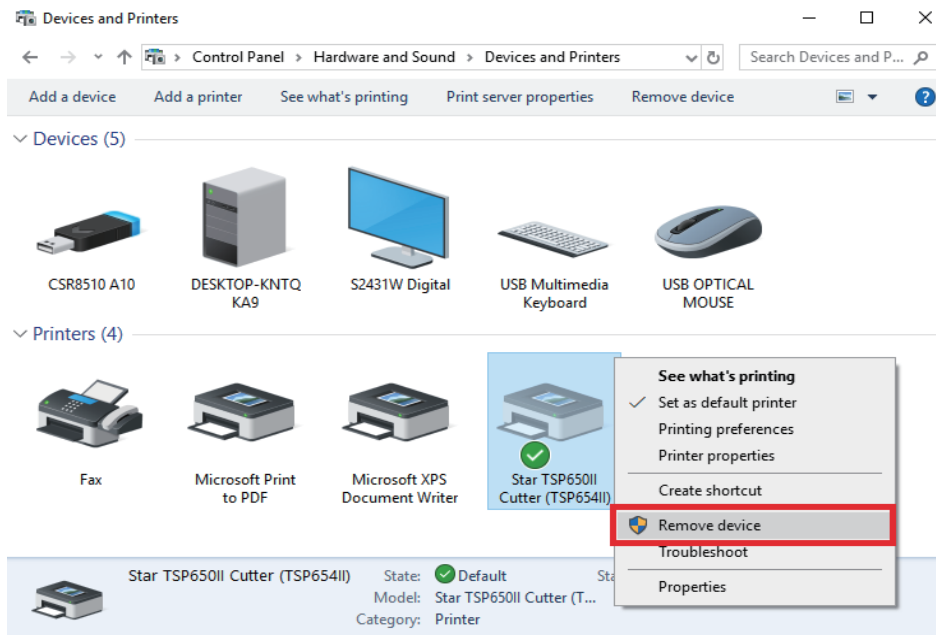 Devices and Printers
Control Panel > Hardware and Sound > Devices and Printers
Search Devices and P...
Add a device Add a printer See what's printing Print server properties Remove device
?
Devices (5)
CSR8510 A10
DESKTOP-KNTQ
KA9
S2431W Digital
USB Multimedia
Keyboard
USB OPTICAL
MOUSE
Printers (4)
Fax
Microsoft Print
to PDF
Microsoft XPS
Document Writer
Star TSP650II
Cutter (TSP654II)
See what's printing
Set as default printer
Printing preferences
Printer properties
Create shortcut
Remove device
Troubleshoot
Properties
Star TSP650II Cutter (TSP654II) State: Default
Model: Star TSP650II Cutter (T...
Category: Printer